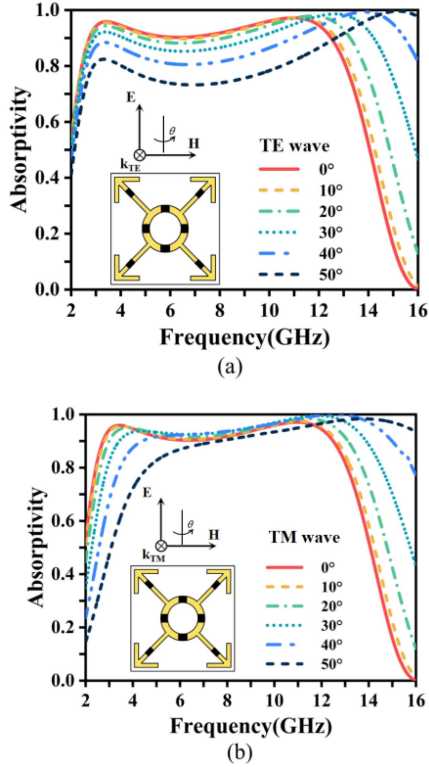 1.0
0.8
0.6
0.4
0.2
0.0
Absorptivity
E
θ
H
kTE
TE wave
0°
10°
20°
30°
40°
50°
2 4 6 8 10 12 14 16
Frequency(GHz)
(a)
1.0
0.8
0.6
0.4
0.2
0.0
Absorptivity
E
θ
H
kTM
TM wave
0°
10°
20°
30°
40°
50°
2 4 6 8 10 12 14 16
Frequency(GHz)
(b)